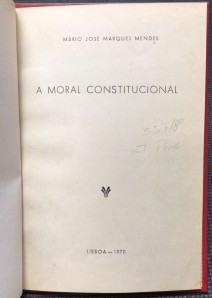 MÁRIO JOSÉ MARQUES MENDES
A MORAL CONSTITUCIONAL
LISBOA — 1970